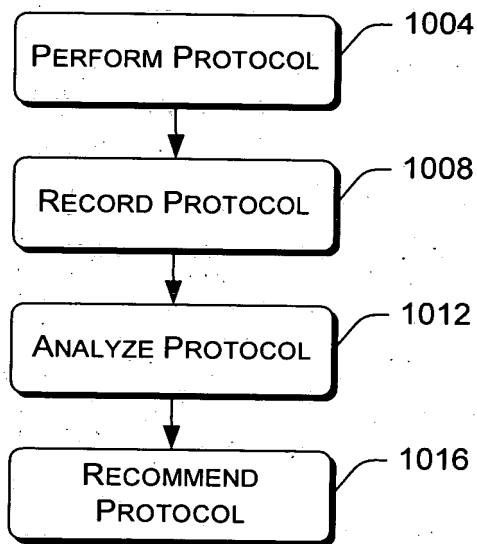 1004
PERFORM PROTOCOL
1008
RECORD PROTOCOL
1012
ANALYZE PROTOCOL
1016
RECOMMEND
PROTOCOL